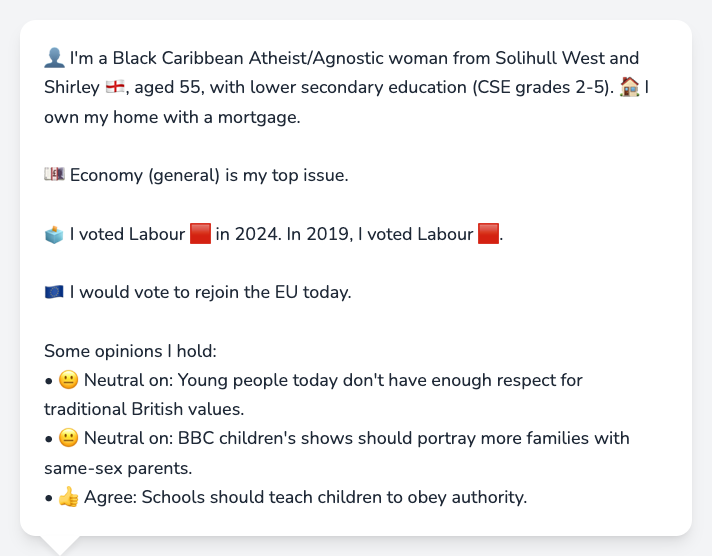 👤 I'm a Black Caribbean Atheist/Agnostic woman from Solihull West and
Shirley 🏴󠁧󠁢󠁥󠁮󠁧󠁿, aged 55, with lower secondary education (CSE grades 2-5). 🏠 I
own my home with a mortgage.
💷 Economy (general) is my top issue.
🗳️ I voted Labour 🟥 in 2024. In 2019, I voted Labour 🟥.
🇪🇺 I would vote to rejoin the EU today.
Some opinions I hold:
• 😐 Neutral on: Young people today don't have enough respect for
traditional British values.
• 😐 Neutral on: BBC children's shows should portray more families with
same-sex parents.
• 👍 Agree: Schools should teach children to obey authority.